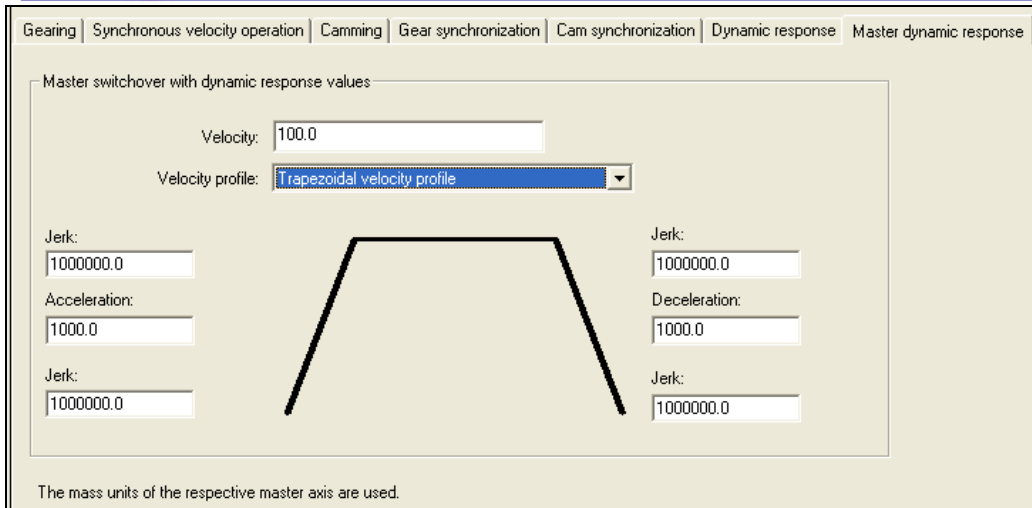 Gearing Synchronous velocity operation Camming Gear synchronization Cam synchronization Dynamic response Master dynamic response
Master switchover with dynamic response values
Velocity: 100.0
Velocity profile: Trapezoidal velocity profile
Jerk:
1000000.0
Acceleration:
1000.0
Jerk:
1000000.0
Jerk:
1000000.0
Deceleration:
1000.0
Jerk:
1000000.0
The mass units of the respective master axis are used.